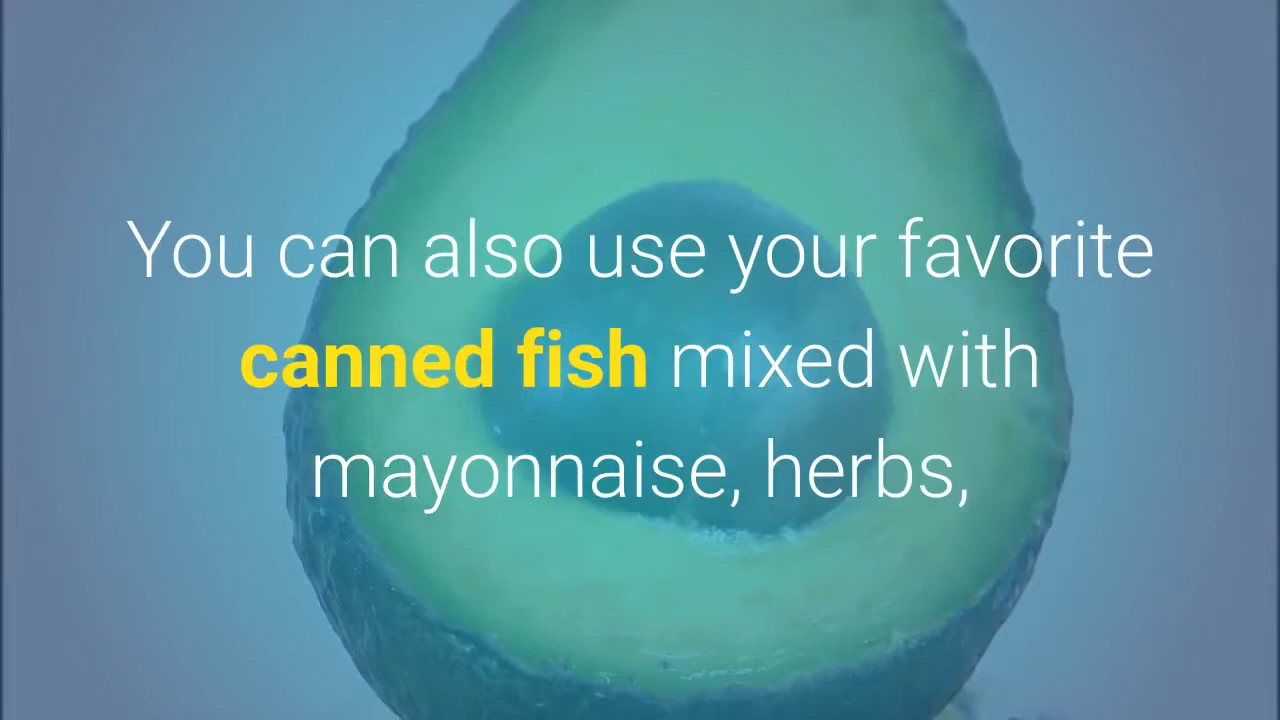 You can also use your favorite
canned fish mixed with
mayonnaise, herbs,